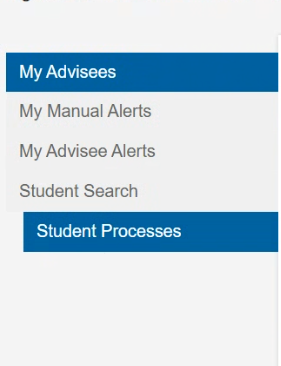 My Advisees
My Manual Alerts
My Advisee Alerts
Student Search
Student Processes